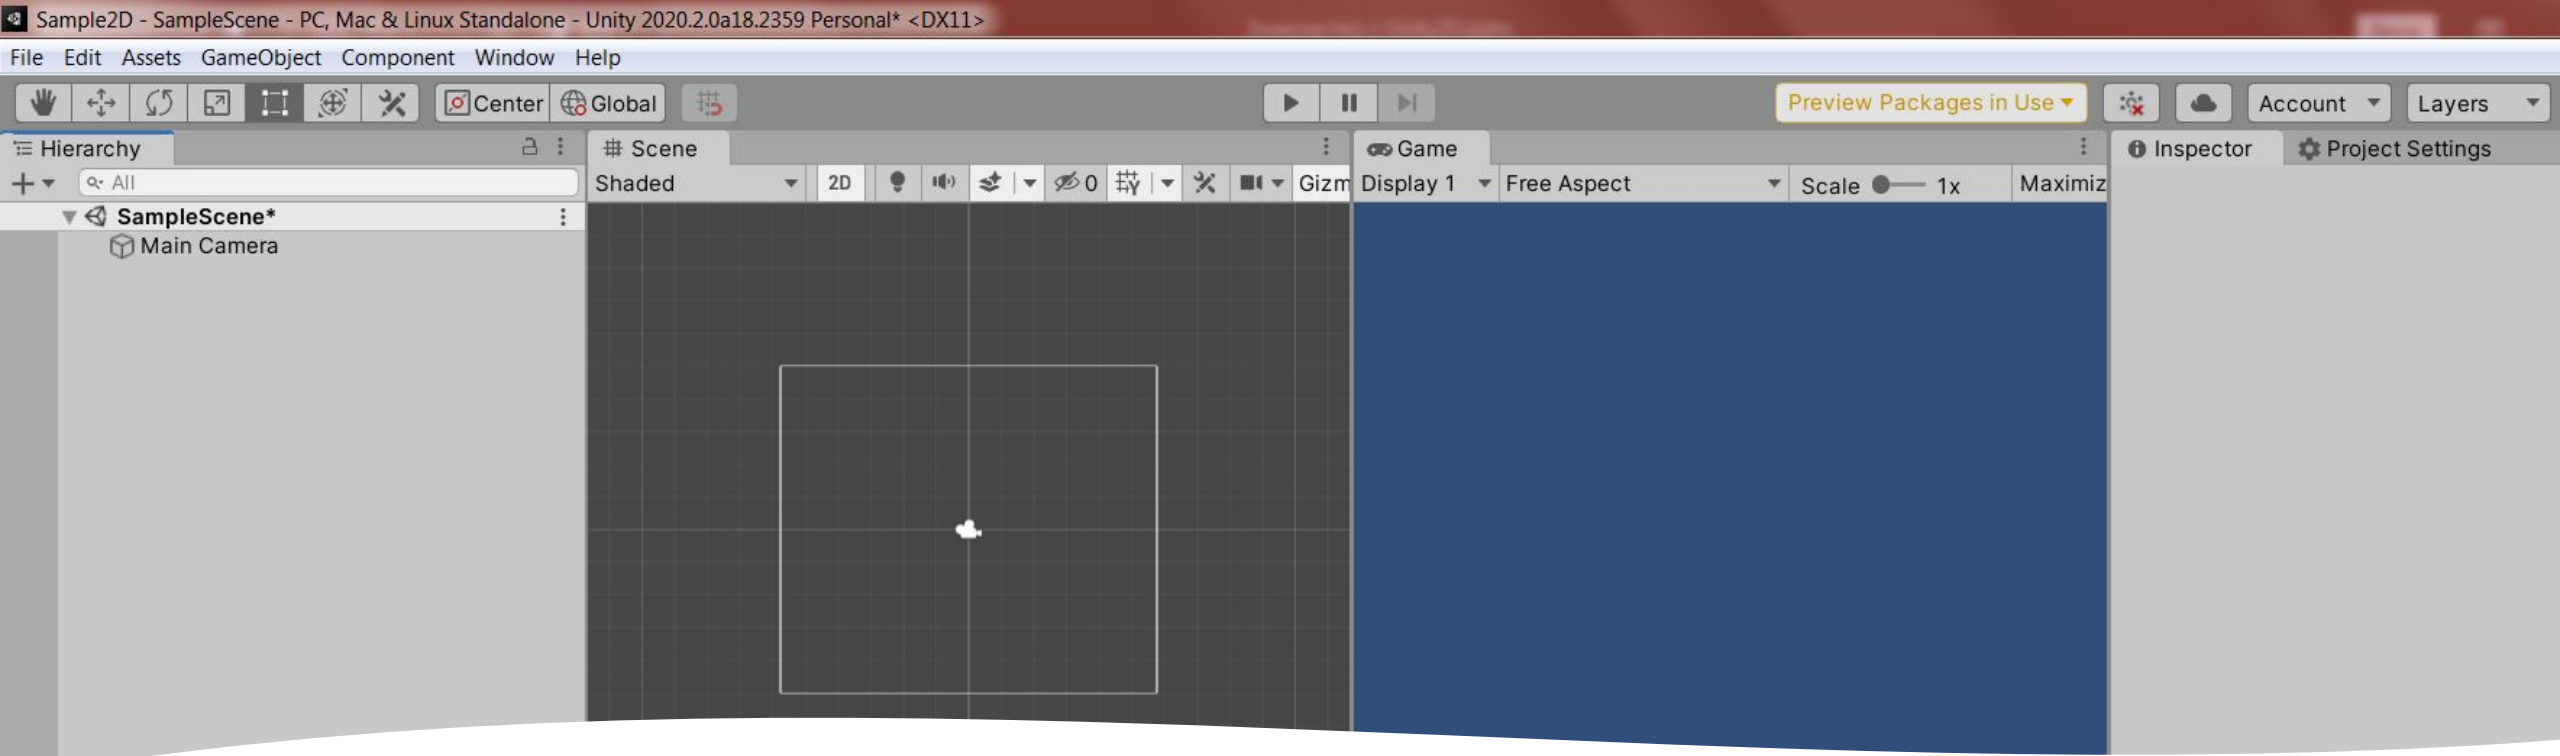 Sample2D - SampleScene - PC, Mac & Linux Standalone - Unity 2020.2.0a18.2359 Personal* <DX11>
File Edit Assets GameObject Component Window Help
Center Global Preview Packages in Use Account Layers
Hierarchy Scene Game Inspector Project Settings
All Shaded 2D 0 Gizm Display 1 Free Aspect Scale 1x Maximiz
SampleScene*
Main Camera